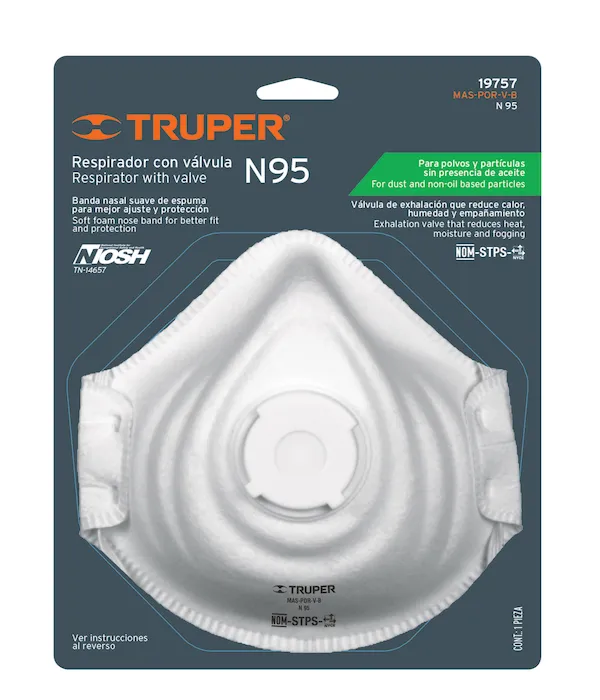 19757
MAS-POR-V-B
N 95
TRUPER®
Respirador con válvula
Respirator with valve
N95
Para polvos y partículas
sin presencia de aceite
For dust and non-oil based particles
Banda nasal suave de espuma
para mejor ajuste y protección
Soft foam nose band for better fit
and protection
Válvula de exhalación que reduce calor,
humedad y empañamiento
Exhalation valve that reduces heat,
moisture and fogging
NIOSH
TN-14657
NOM-STPS-
NYCE
TRUPER
MAS-POR-V-B
N 95
NOM-STPS-
Ver instrucciones
al reverso
CONT.: 1 PIEZA